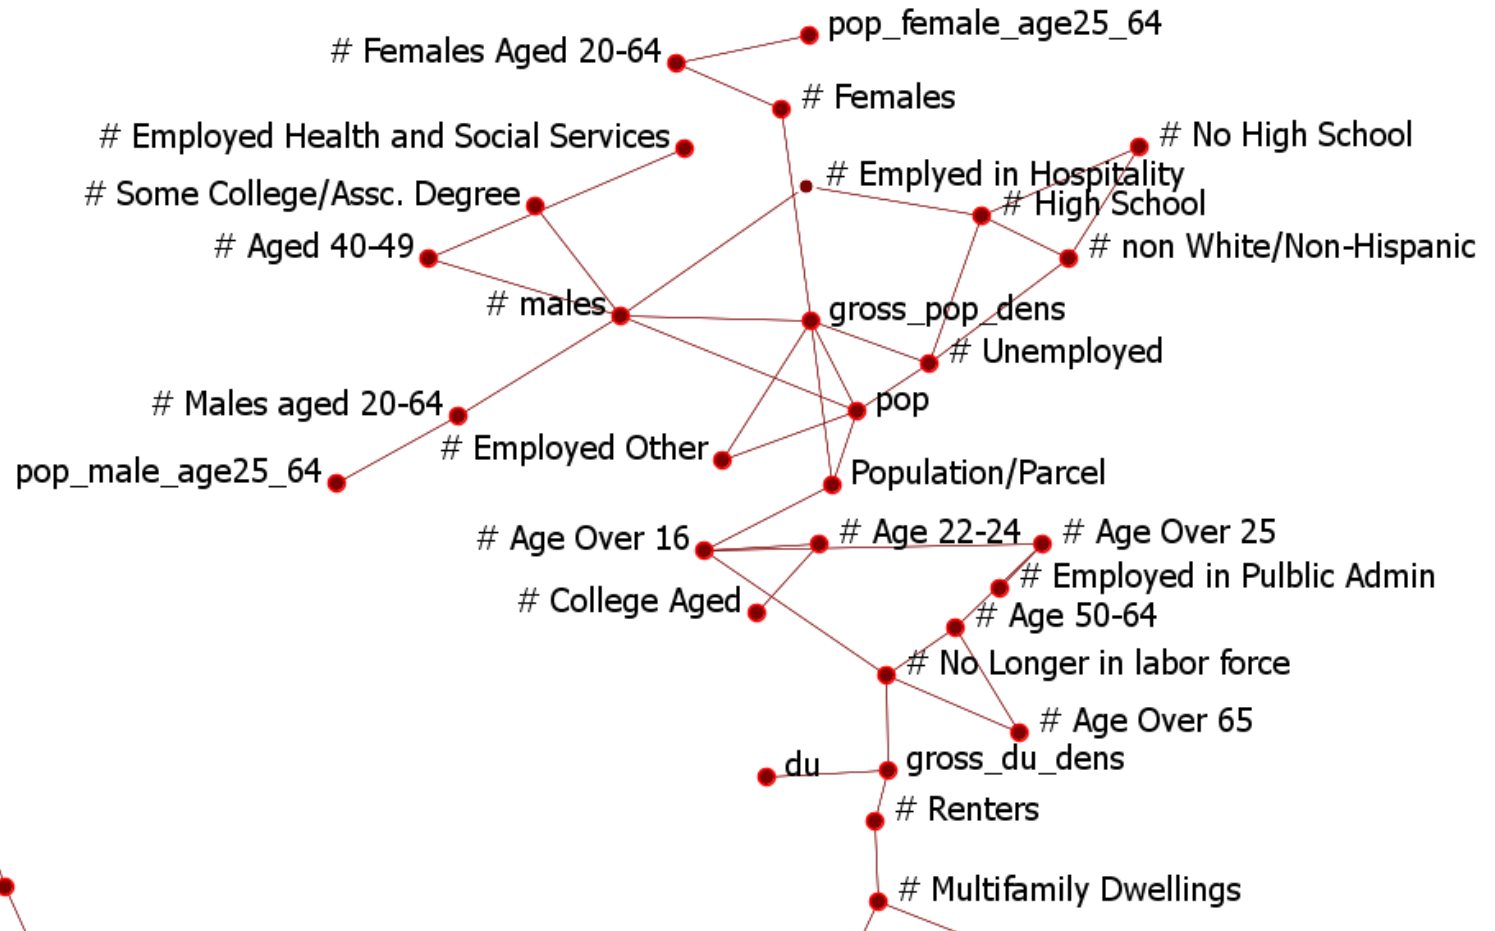 pop_female_age25_64
# Females Aged 20-64
# Females
# Employed Health and Social Services
# No High School
# Emplyed in Hospitality
# Some College/Assc. Degree
# High School
# Aged 40-49
# non White/Non-Hispanic
# males
gross_pop_dens
# Unemployed
# Males aged 20-64
pop
# Employed Other
pop_male_age25_64
Population/Parcel
# Age Over 16
# Age 22-24
# Age Over 25
# Employed in Pulblic Admin
# College Aged
# Age 50-64
# No Longer in labor force
# Age Over 65
du
gross_du_dens
# Renters
# Multifamily Dwellings